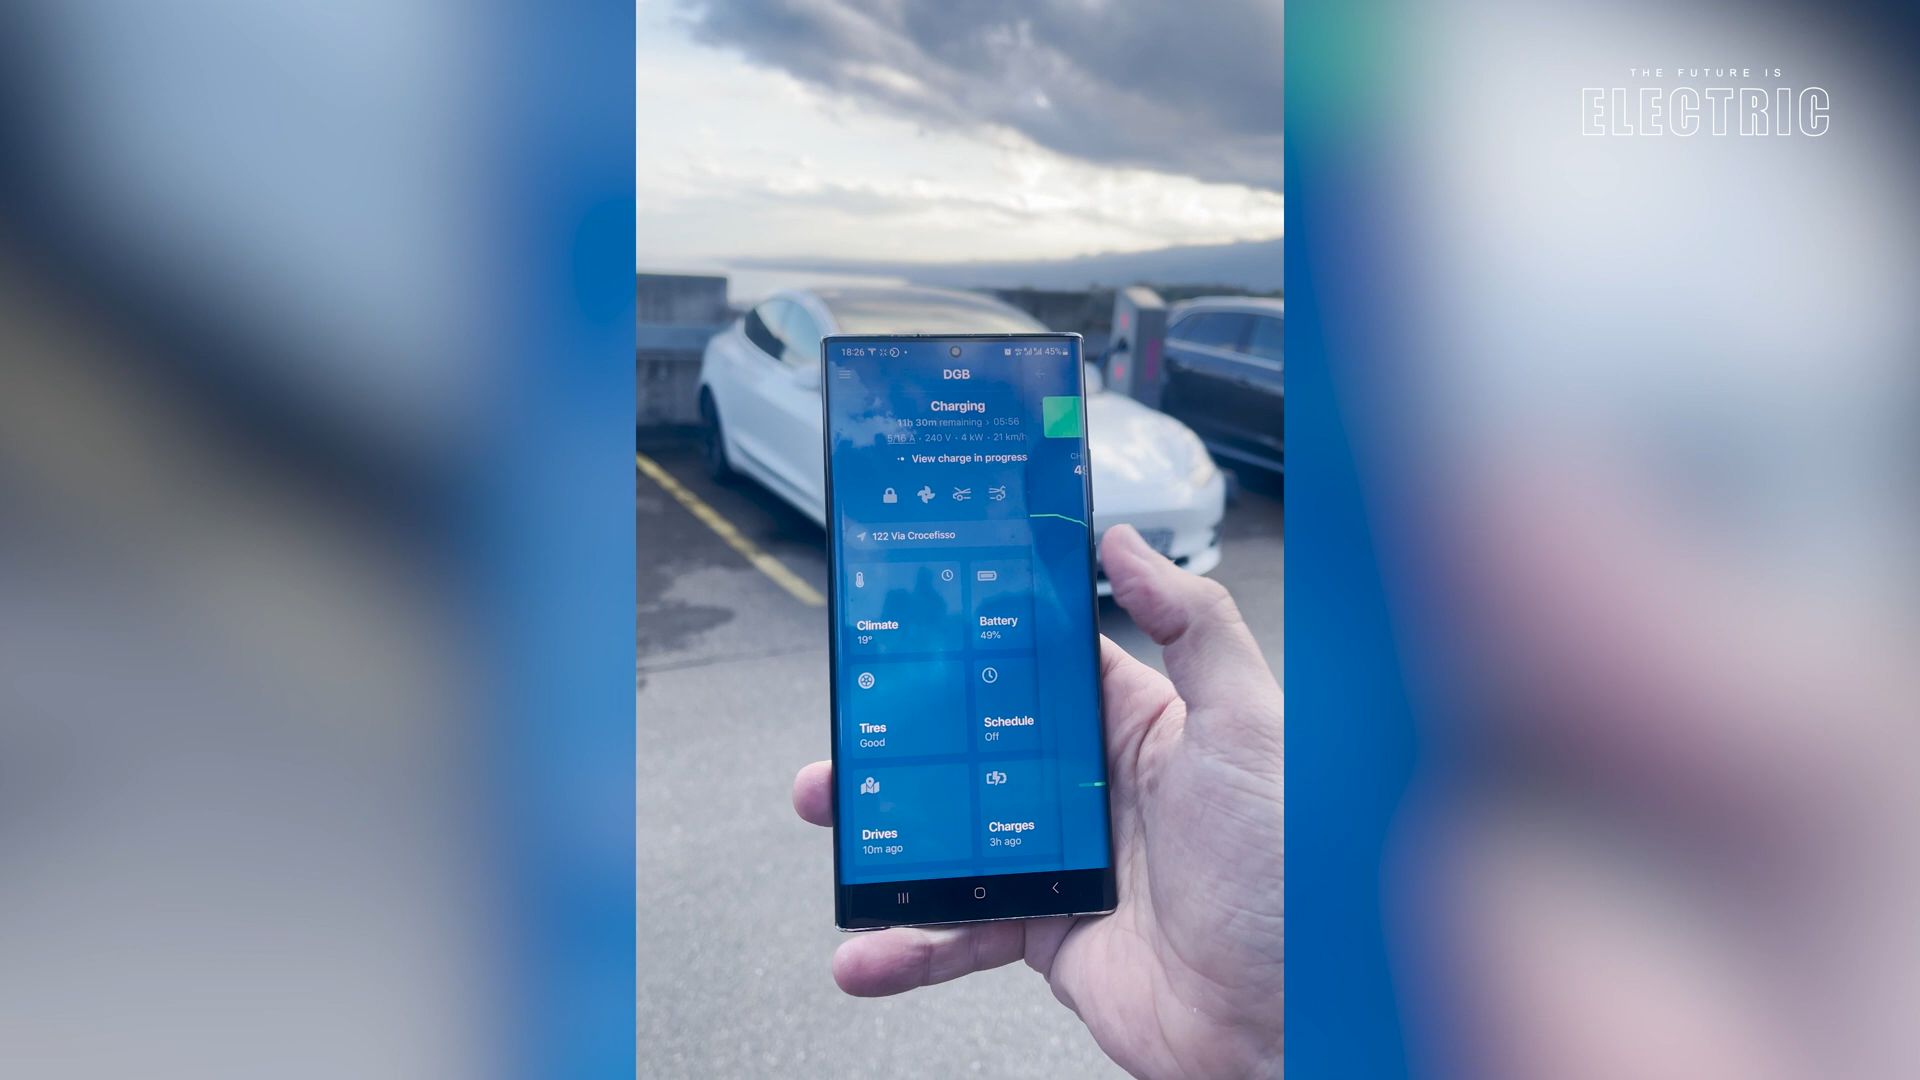 THE FUTURE IS
ELECTRIC
18:26
45%
DGB
Charging
11h 30m remaining > 05:56
5/16 A · 240 V · 4 kW · 21 km/h
View charge in progress
122 Via Crocefisso
Climate
19°
Battery
49%
Tires
Good
Schedule
Off
Drives
10m ago
Charges
3h ago